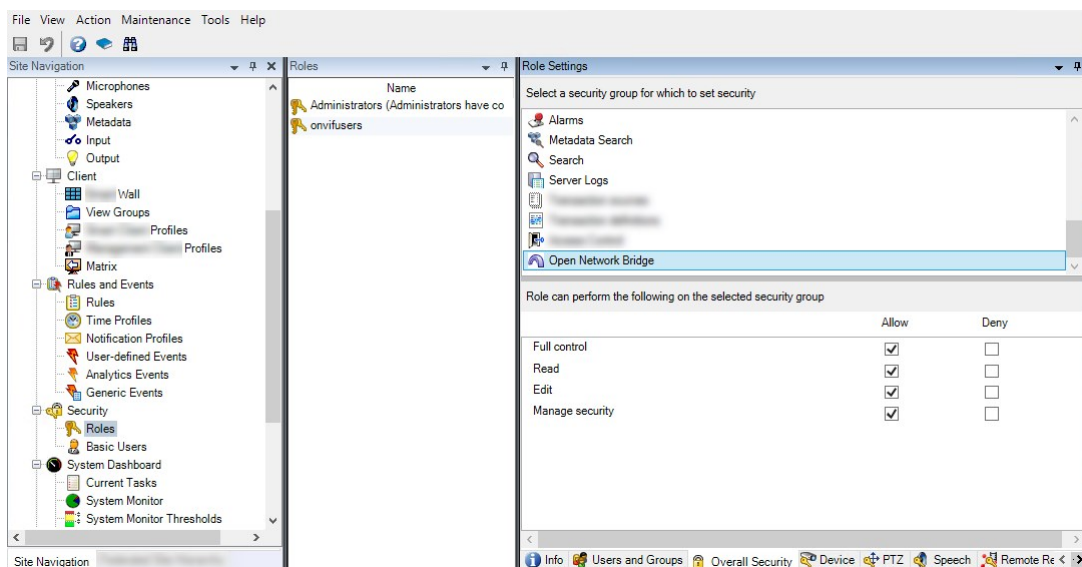 File View Action Maintenance Tools Help
Site Navigation
Microphones
Speakers
Metadata
Input
Output
Client
Wall
View Groups
Profiles
Profiles
Matrix
Rules and Events
Rules
Time Profiles
Notification Profiles
User-defined Events
Analytics Events
Generic Events
Security
Roles
Basic Users
System Dashboard
Current Tasks
System Monitor
System Monitor Thresholds
Site Navigation
Roles
Name
Administrators (Administrators have co
onvifusers
Role Settings
Select a security group for which to set security
Alarms
Metadata Search
Search
Server Logs
Open Network Bridge
Role can perform the following on the selected security group
Allow Deny
Full control
Read
Edit
Manage security
Info Users and Groups Overall Security Device PTZ Speech Remote Re